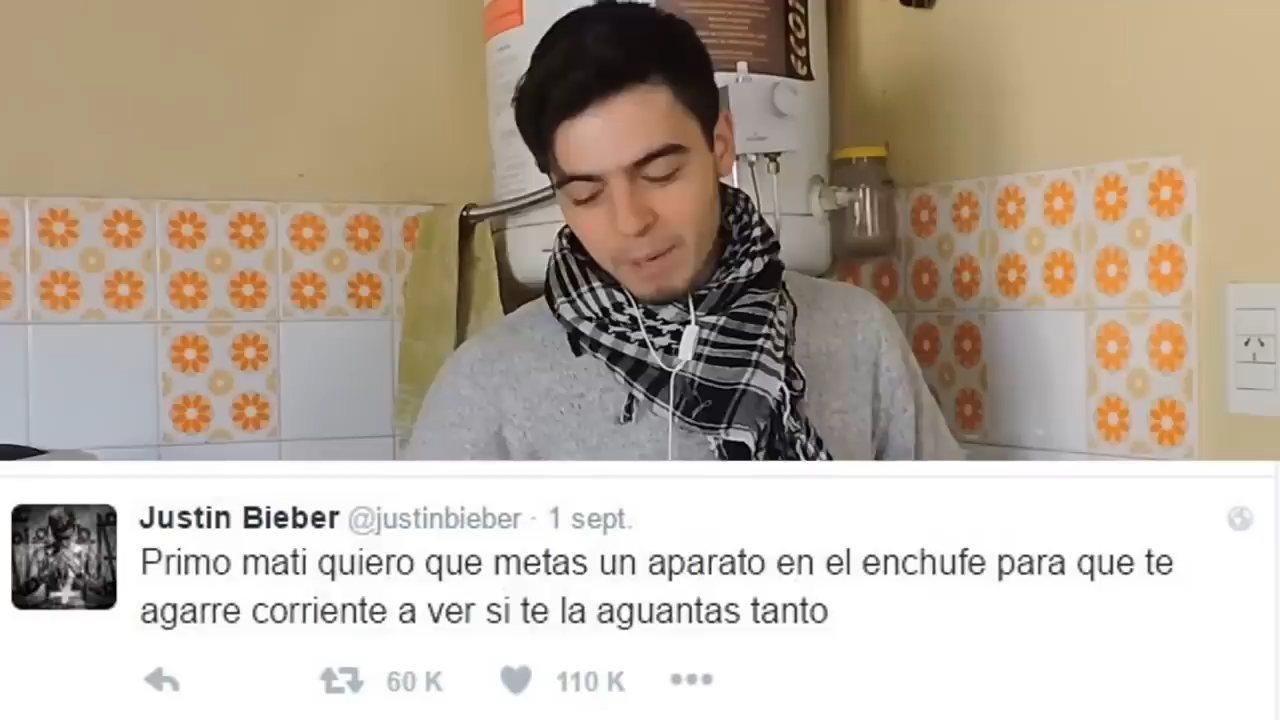 Justin Bieber @justinbieber · 1 sept.
Primo mati quiero que metas un aparato en el enchufe para que te
agarre corriente a ver si te la aguantas tanto
60 K 110 K